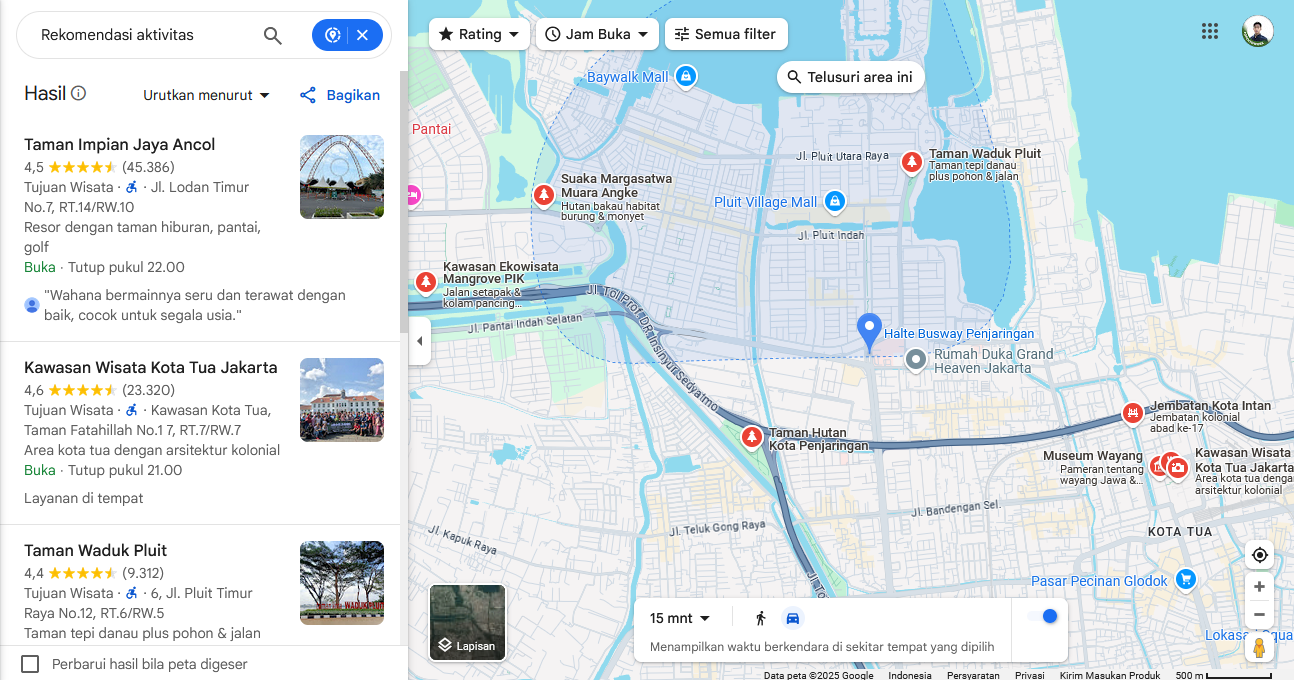 Rekomendasi aktivitas
Hasil
Urutkan menurut
Bagikan
Taman Impian Jaya Ancol
4,5 (45.386)
Tujuan Wisata · · Jl. Lodan Timur
No.7, RT.14/RW.10
Resor dengan taman hiburan, pantai,
golf
Buka · Tutup pukul 22.00
"Wahana bermainnya seru dan terawat dengan
baik, cocok untuk segala usia."
Kawasan Wisata Kota Tua Jakarta
4,6 (23.320)
Tujuan Wisata · · Kawasan Kota Tua,
Taman Fatahillah No.1 7, RT.7/RW.7
Area kota tua dengan arsitektur kolonial
Buka · Tutup pukul 21.00
Layanan di tempat
Taman Waduk Pluit
4,4 (9.312)
Tujuan Wisata · · 6, Jl. Pluit Timur
Raya No.12, RT.6/RW.5
Taman tepi danau plus pohon & jalan
Perbarui hasil bila peta digeser
Rating
Jam Buka
Semua filter
Telusuri area ini
Baywalk Mall
Pantai
Jl. Pluit Utara Raya
Taman Waduk Pluit
Taman tepi danau
plus pohon & jalan
Suaka Margasatwa
Muara Angke
Hutan bakau habitat
burung & monyet
Pluit Village Mall
Jl. Pluit Indah
Kawasan Ekowisata
Mangrove PIK
Jalan setapak &
kolam pancing...
Jl. Tol Prof. DR. Insinyur Sedyatmo
Jl. Pantai Indah Selatan
Halte Busway Penjaringan
Rumah Duka Grand
Heaven Jakarta
Jembatan Kota Intan
Jembatan kolonial
abad ke-17
Taman Hutan
Kota Penjaringan
Museum Wayang
Pameran tentang
wayang Jawa &...
Kawasan Wisata
Kota Tua Jakarta
Area kota tua dengan
arsitektur kolonial
Jl. Bandengan Sel.
Jl. Teluk Gong Raya
Jl. Kapuk Raya
KOTA TUA
Pasar Pecinan Glodok
Jl. To
Lapisan
15 mnt
Menampilkan waktu berkendara di sekitar tempat yang dipilih
Data peta ©2025 Google
Indonesia
Persyaratan
Privasi
Kirim Masukan Produk
500 m